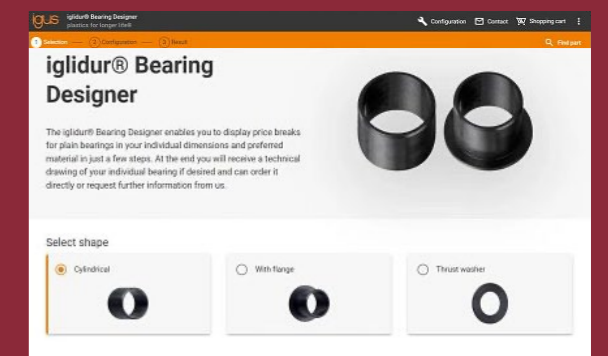 igus iglidur® Bearing Designer
plastics for longer life®
Configuration Contact Shopping cart
1 Selection 2 Configuration 3 Result Find part
iglidur® Bearing
Designer
The iglidur® Bearing Designer enables you to display price breaks
for plain bearings in your individual dimensions and preferred
material in just a few steps. At the end you will receive a technical
drawing of your individual bearing if desired and can order it
directly or request further information from us.
Select shape
Cylindrical With flange Thrust washer